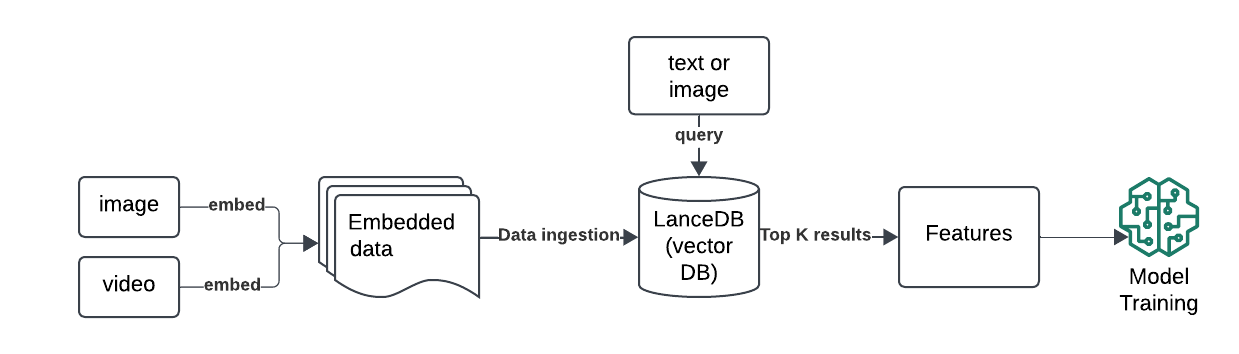 text or
image
query
image
embed
video
embed
Embedded
data
Data ingestion
LanceDB
(vector
DB)
Top K results
Features
Model
Training